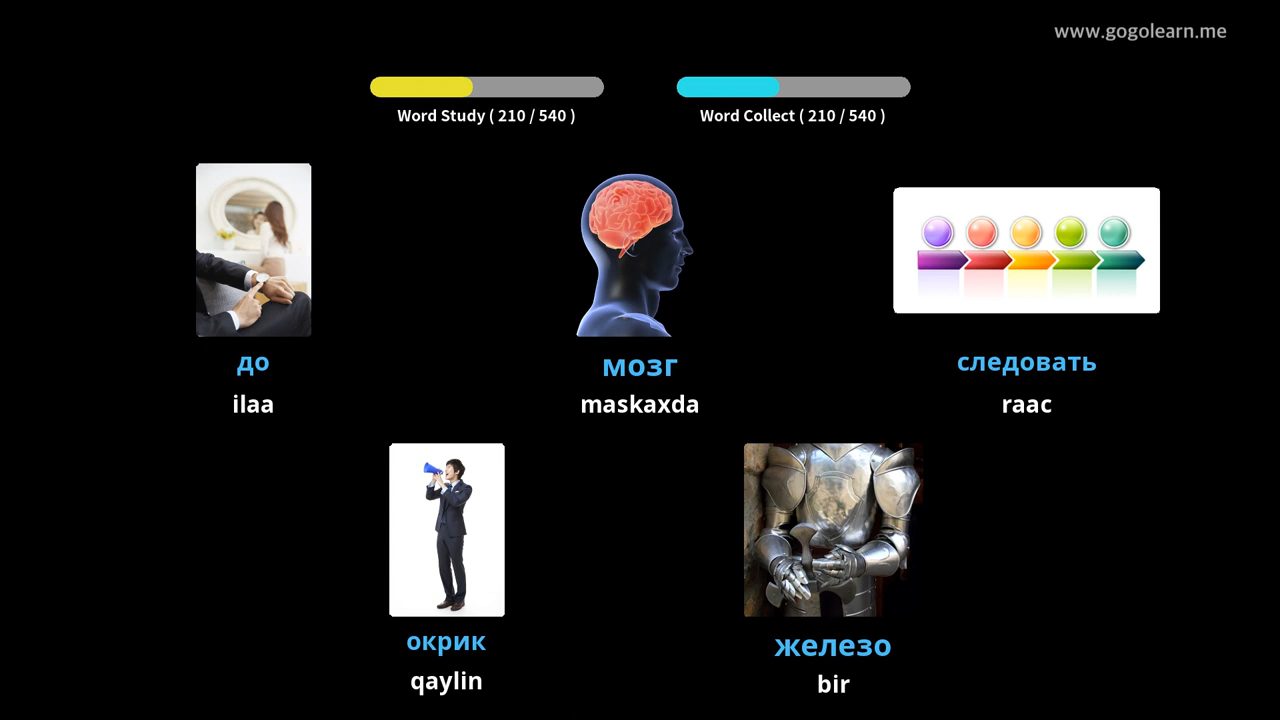 www.gogolearn.me
Word Study ( 210 / 540 )
Word Collect ( 210 / 540 )
до
мозг
следовать
ilaa
maskaxda
raac
окрик
железо
qaylin
bir